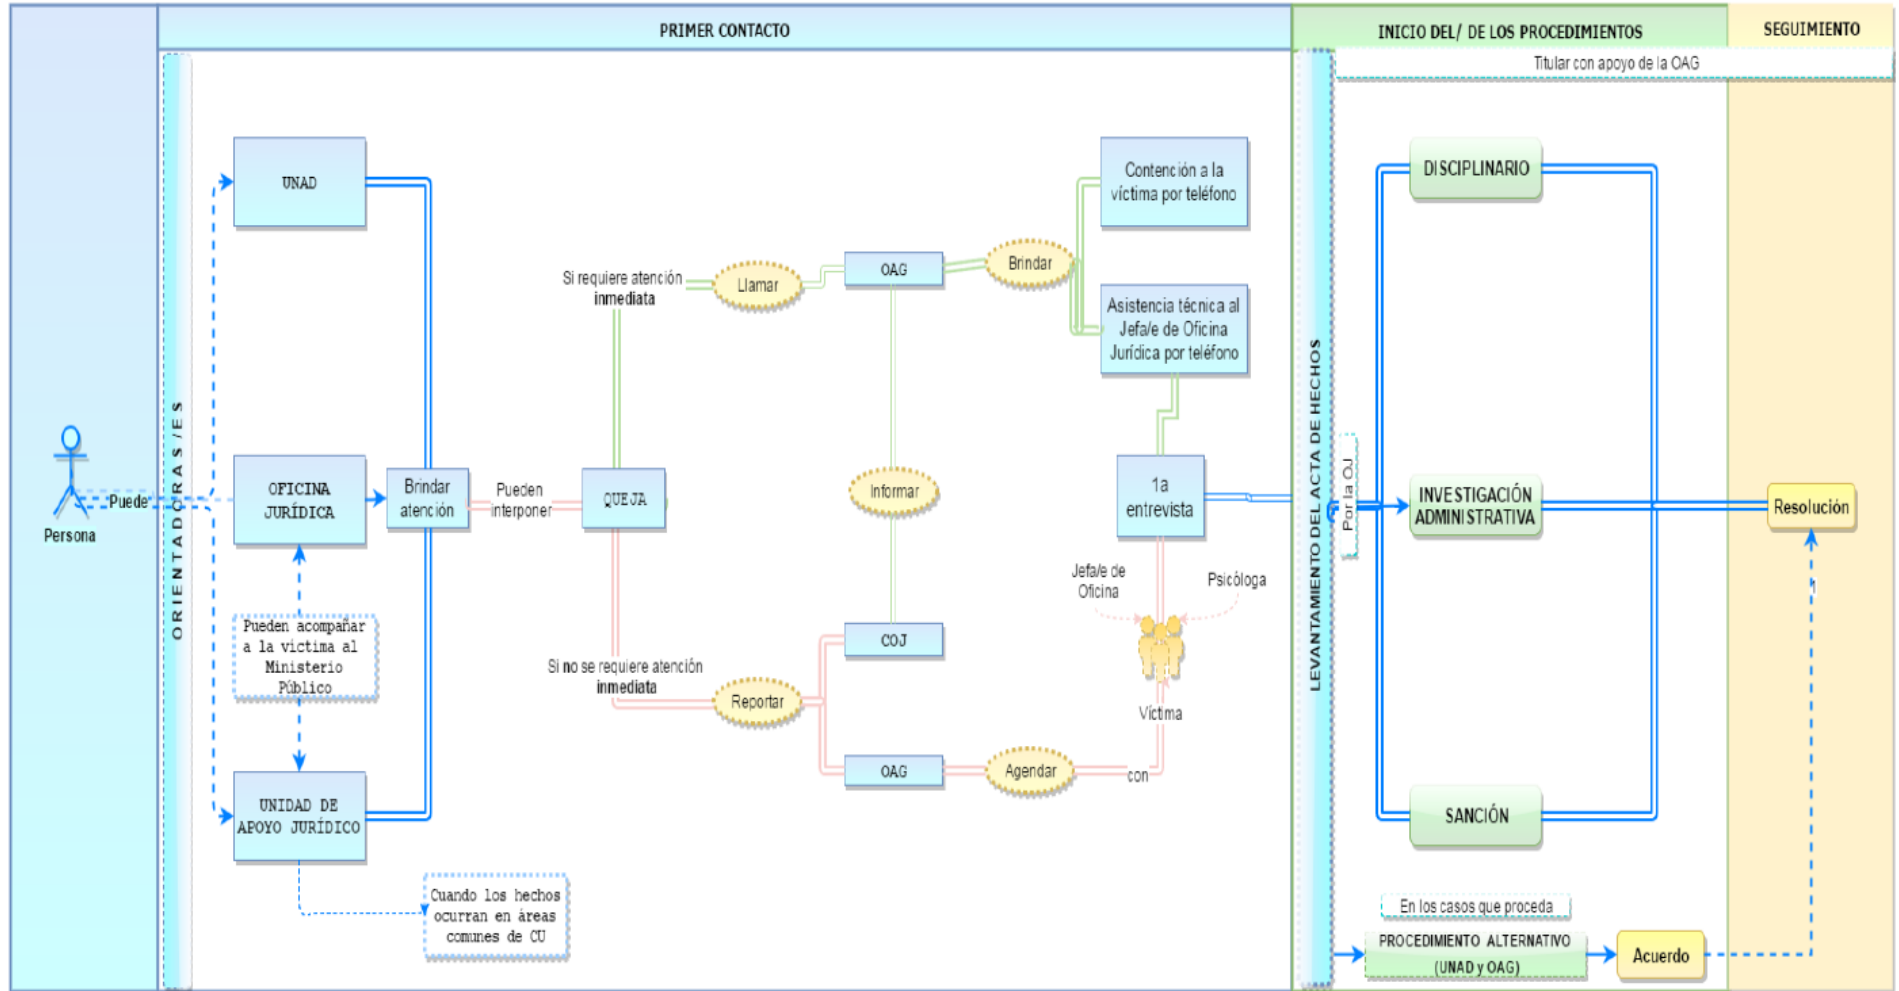 PRIMER CONTACTO
INICIO DEL/ DE LOS PROCEDIMIENTOS
SEGUIMIENTO
Titular con apoyo de la OAG
Persona
Puede
ORIENTADORAS/ES
UNAD
OFICINA
JURÍDICA
Pueden acompañar
a la víctima al
Ministerio
Público
UNIDAD DE
APOYO JURÍDICO
Cuando los hechos
ocurran en áreas
comunes de CU
Brindar
atención
Pueden
interponer
QUEJA
Si requiere atención
inmediata
Llamar
OAG
Brindar
Contención a la
víctima por teléfono
Asistencia técnica al
Jefa/e de Oficina
Jurídica por teléfono
Informar
1a
entrevista
Si no se requiere atención
inmediata
Reportar
COJ
OAG
Agendar
con
Jefa/e de
Oficina
Psicóloga
Víctima
LEVANTAMIENTO DEL ACTA DE HECHOS
Por la OJ
DISCIPLINARIO
INVESTIGACIÓN
ADMINISTRATIVA
SANCIÓN
Resolución
En los casos que proceda
PROCEDIMIENTO ALTERNATIVO
(UNAD y OAG)
Acuerdo